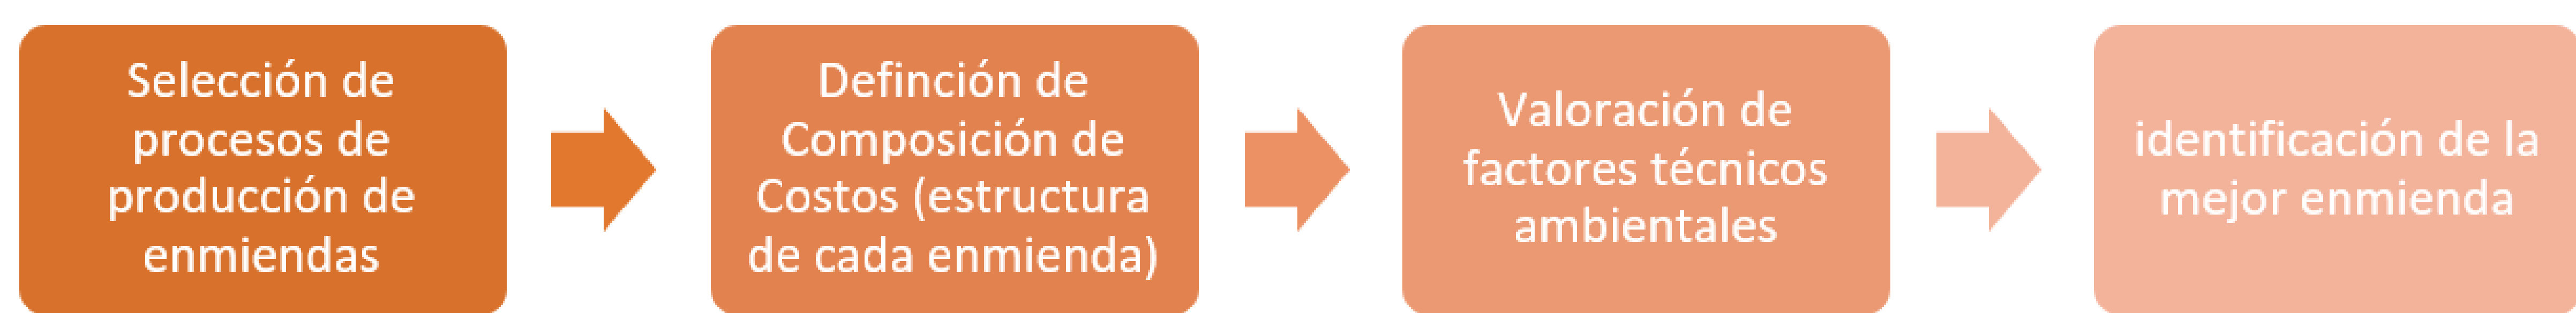 Selección de
procesos de
producción de
enmiendas
Definción de
Composición de
Costos (estructura
de cada enmienda)
Valoración de
factores técnicos
ambientales
identificación de la
mejor enmienda